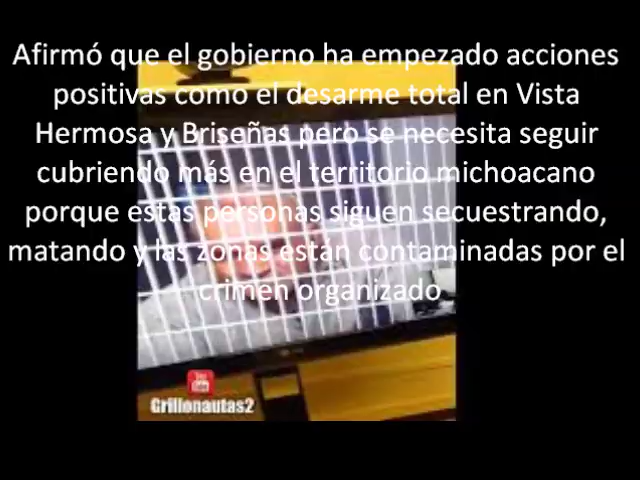 Afirmó que el gobierno ha empezado acciones
positivas como el desarme total en Vista
Hermosa y Briseñas pero se necesita seguir
cubriendo más en el territorio michoacano
porque estas personas siguen secuestrando,
matando y las zonas están contaminadas por el
crimen organizado
Grillonautas2